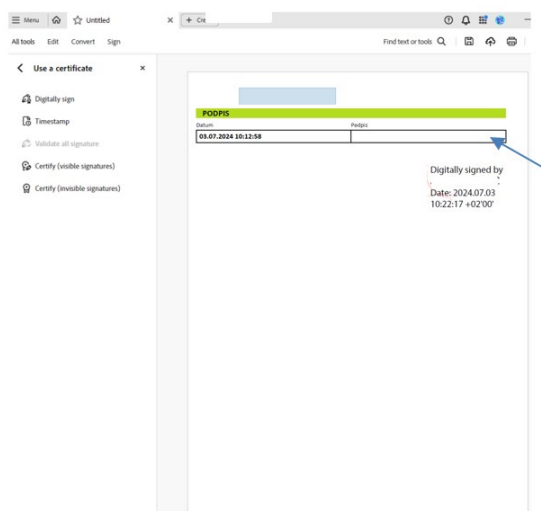 Menu
Untitled
×
+ Cre
All tools Edit Convert Sign
Find text or tools
Use a certificate
×
Digitally sign
Timestamp
Validate all signature
Certify (visible signatures)
Certify (invisible signatures)
PODPIS
Datum Podpis
03.07.2024 10:12:58
Digitally signed by
Date: 2024.07.03
10:22:17 +02'00'